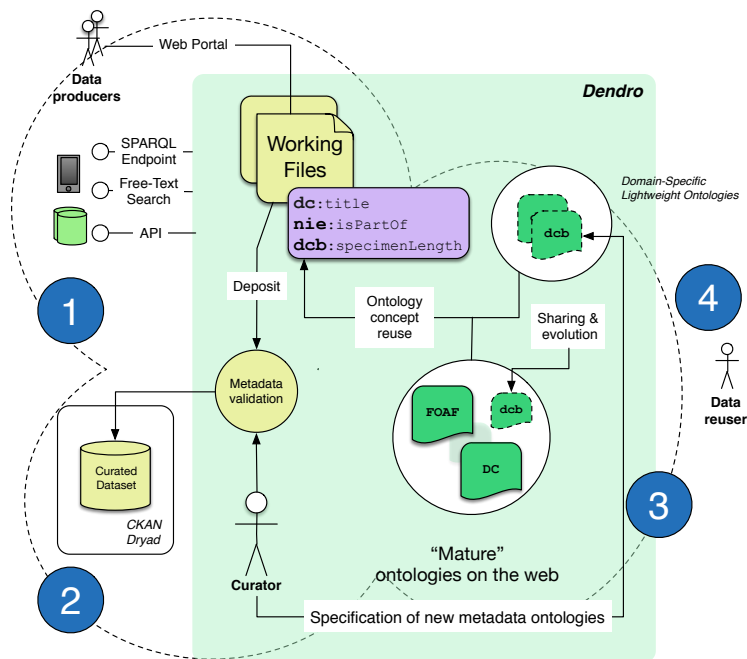 Web Portal
Data
producers
Dendro
SPARQL
Endpoint
Free-Text
Search
API
Working
Files
dc:title
nie:isPartOf
dcb:specimenLength
Domain-Specific
Lightweight Ontologies
dcb
1
Deposit
Ontology
concept
reuse
Sharing &
evolution
4
Data
reuser
Metadata
validation
FOAF
dcb
DC
Curated
Dataset
CKAN
Dryad
3
Curator
"Mature"
ontologies on the web
2
Specification of new metadata ontologies